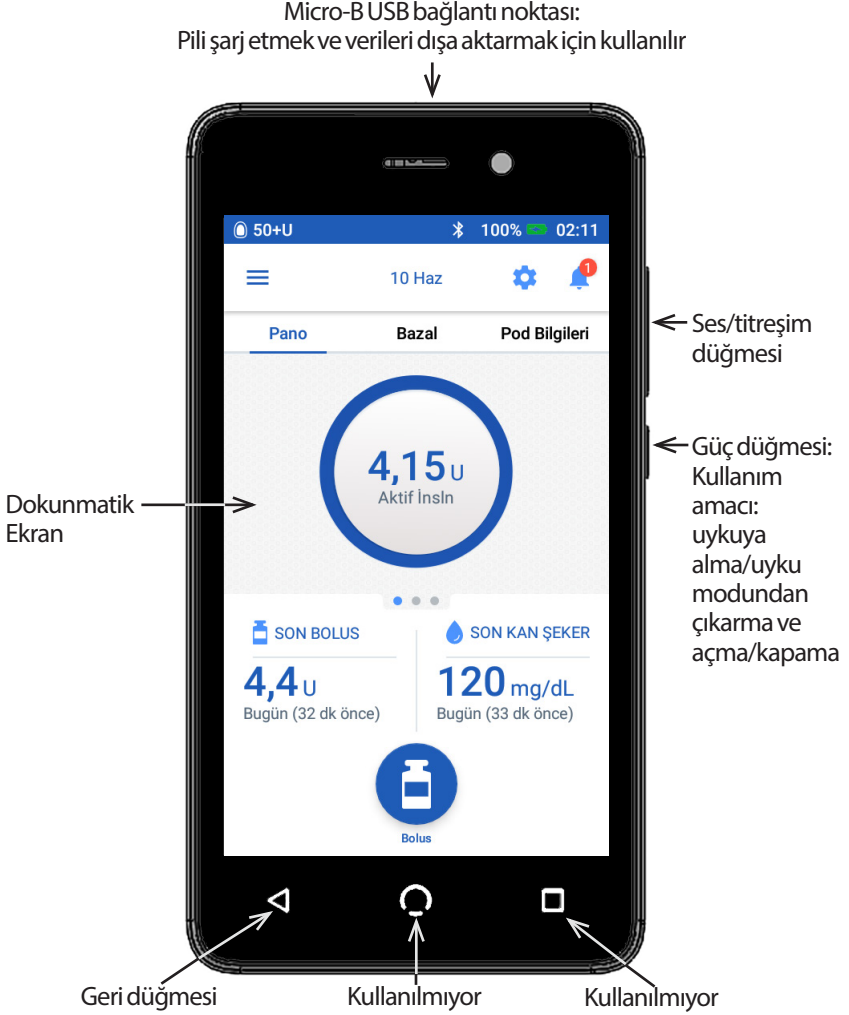 Micro-B USB bağlantı noktası:
Pili şarj etmek ve verileri dışa aktarmak için kullanılır
50+U
100%
02:11
10 Haz
1
Pano
Bazal
Pod Bilgileri
Ses/titreşim
düğmesi
4,15 U
Aktif İnsln
Güç düğmesi:
Kullanım
amacı:
uykuya
alma/uyku
modundan
çıkarma ve
açma/kapama
Dokunmatik
Ekran
SON BOLUS
SON KAN ŞEKER
4,4 U
120 mg/dL
Bugün (32 dk önce)
Bugün (33 dk önce)
Bolus
Geri düğmesi
Kullanılmıyor
Kullanılmıyor